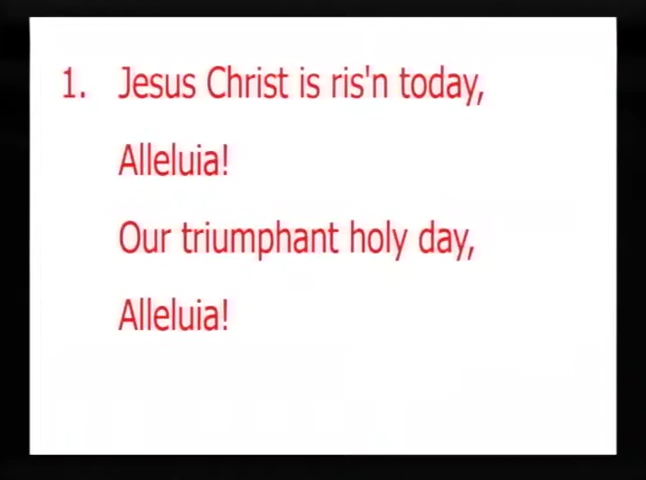 1. Jesus Christ is ris'n today,
Alleluia!
Our triumphant holy day,
Alleluia!